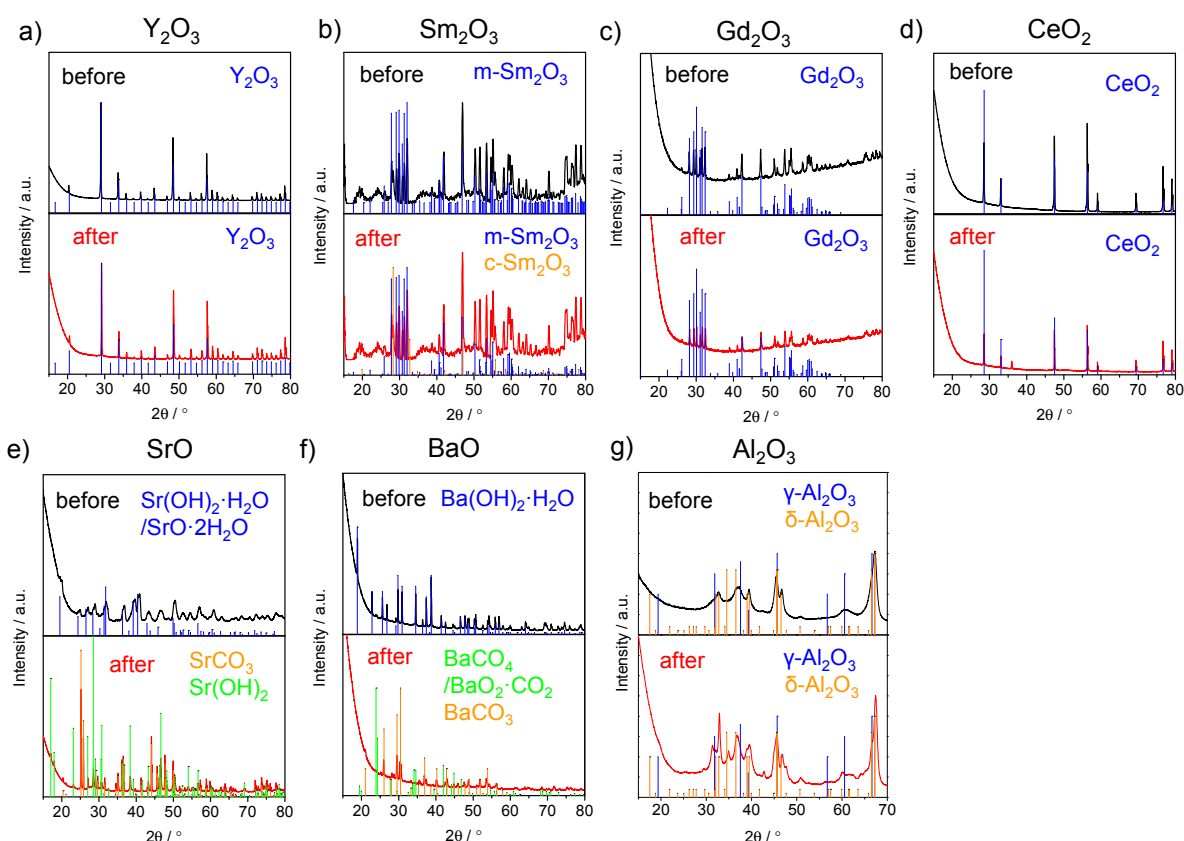 a) Y₂O₃
before Y₂O₃
after Y₂O₃
Intensity / a.u.
20 30 40 50 60 70 80
2θ / °
b) Sm₂O₃
before m-Sm₂O₃
after m-Sm₂O₃
c-Sm₂O₃
Intensity / a.u.
20 30 40 50 60 70 80
2θ / °
c) Gd₂O₃
before Gd₂O₃
after Gd₂O₃
Intensity / a.u.
20 30 40 50 60 70 80
2θ / °
d) CeO₂
before CeO₂
after CeO₂
Intensity / a.u.
20 30 40 50 60 70 80
2θ / °
e) SrO
before Sr(OH)₂·H₂O
/SrO·2H₂O
after SrCO₃
Sr(OH)₂
Intensity / a.u.
20 30 40 50 60 70 80
2θ / °
f) BaO
before Ba(OH)₂·H₂O
after BaCO₄
/BaO₂·CO₂
BaCO₃
Intensity / a.u.
20 30 40 50 60 70 80
2θ / °
g) Al₂O₃
before γ-Al₂O₃
δ-Al₂O₃
after γ-Al₂O₃
δ-Al₂O₃
Intensity / a.u.
20 30 40 50 60 70
2θ / °